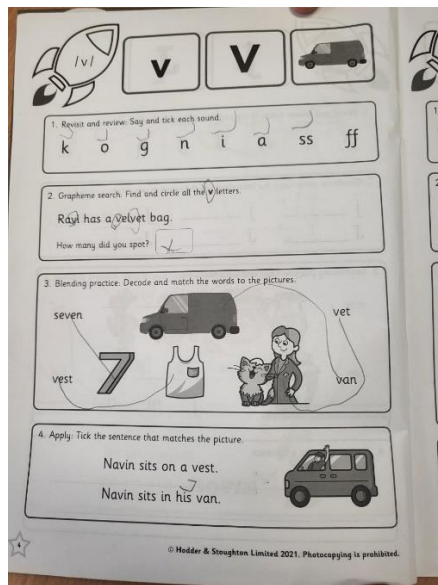 /v/
v
V
1. Revisit and review: Say and tick each sound.
k o g n i a ss ff
2. Grapheme search: Find and circle all the v letters.
Ravi has a velvet bag.
How many did you spot?
3. Blending practice: Decode and match the words to the pictures.
seven
vet
7
vest
van
4. Apply: Tick the sentence that matches the picture.
Navin sits on a vest.
Navin sits in his van.
4
© Hodder & Stoughton Limited 2021. Photocopying is prohibited.